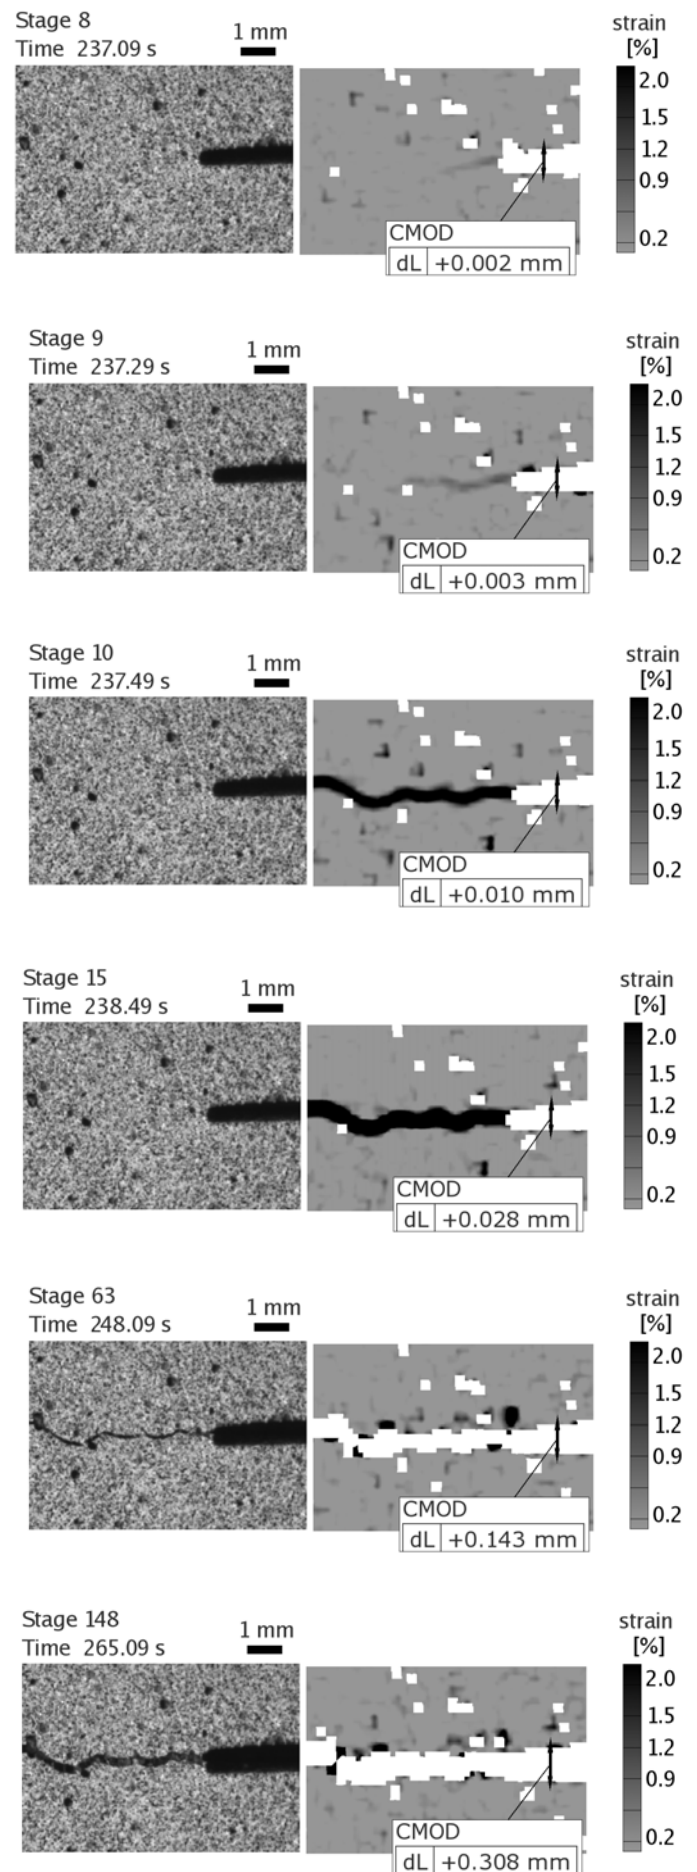 Stage 8
Time 237.09 s
1 mm
strain
[%]
2.0
1.5
1.2
0.9
0.2
CMOD
dL +0.002 mm
Stage 9
Time 237.29 s
1 mm
strain
[%]
2.0
1.5
1.2
0.9
0.2
CMOD
dL +0.003 mm
Stage 10
Time 237.49 s
1 mm
strain
[%]
2.0
1.5
1.2
0.9
0.2
CMOD
dL +0.010 mm
Stage 15
Time 238.49 s
1 mm
strain
[%]
2.0
1.5
1.2
0.9
0.2
CMOD
dL +0.028 mm
Stage 63
Time 248.09 s
1 mm
strain
[%]
2.0
1.5
1.2
0.9
0.2
CMOD
dL +0.143 mm
Stage 148
Time 265.09 s
1 mm
strain
[%]
2.0
1.5
1.2
0.9
0.2
CMOD
dL +0.308 mm